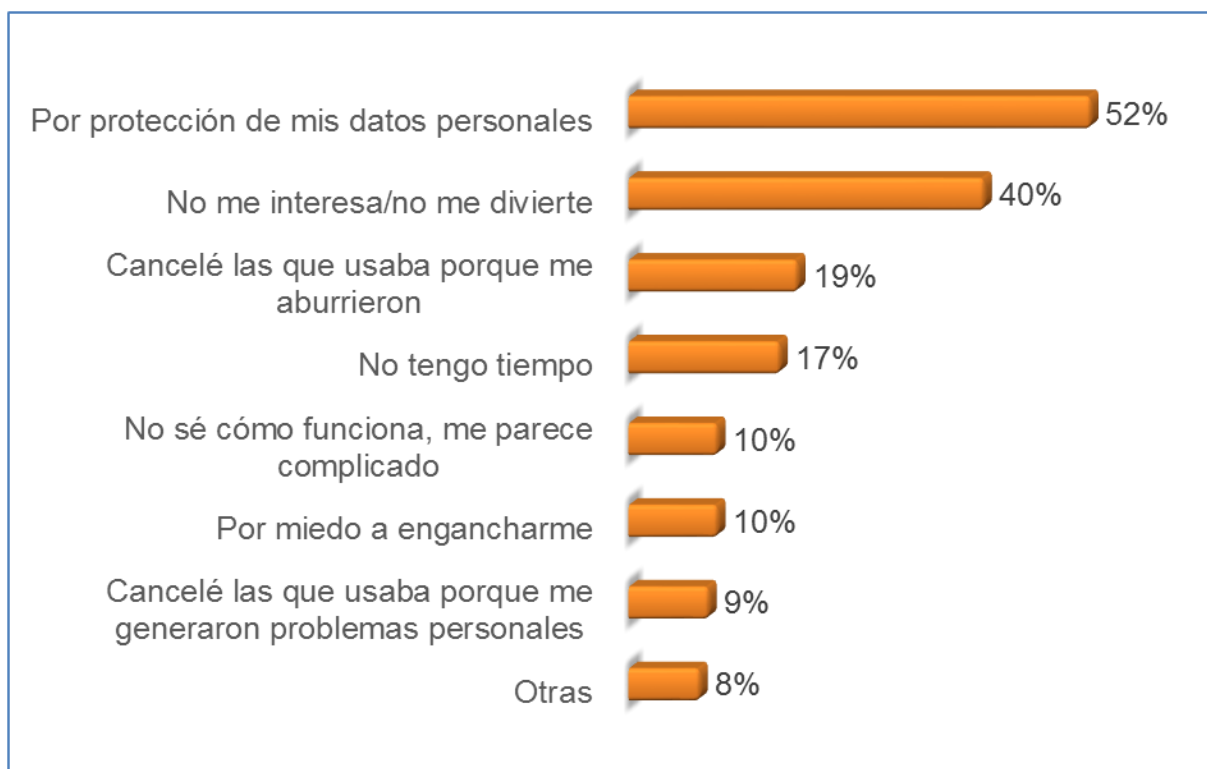 Por protección de mis datos personales
52%
No me interesa/no me divierte
40%
Cancelé las que usaba porque me
aburrieron
19%
No tengo tiempo
17%
No sé cómo funciona, me parece
complicado
10%
Por miedo a engancharme
10%
Cancelé las que usaba porque me
generaron problemas personales
9%
Otras
8%